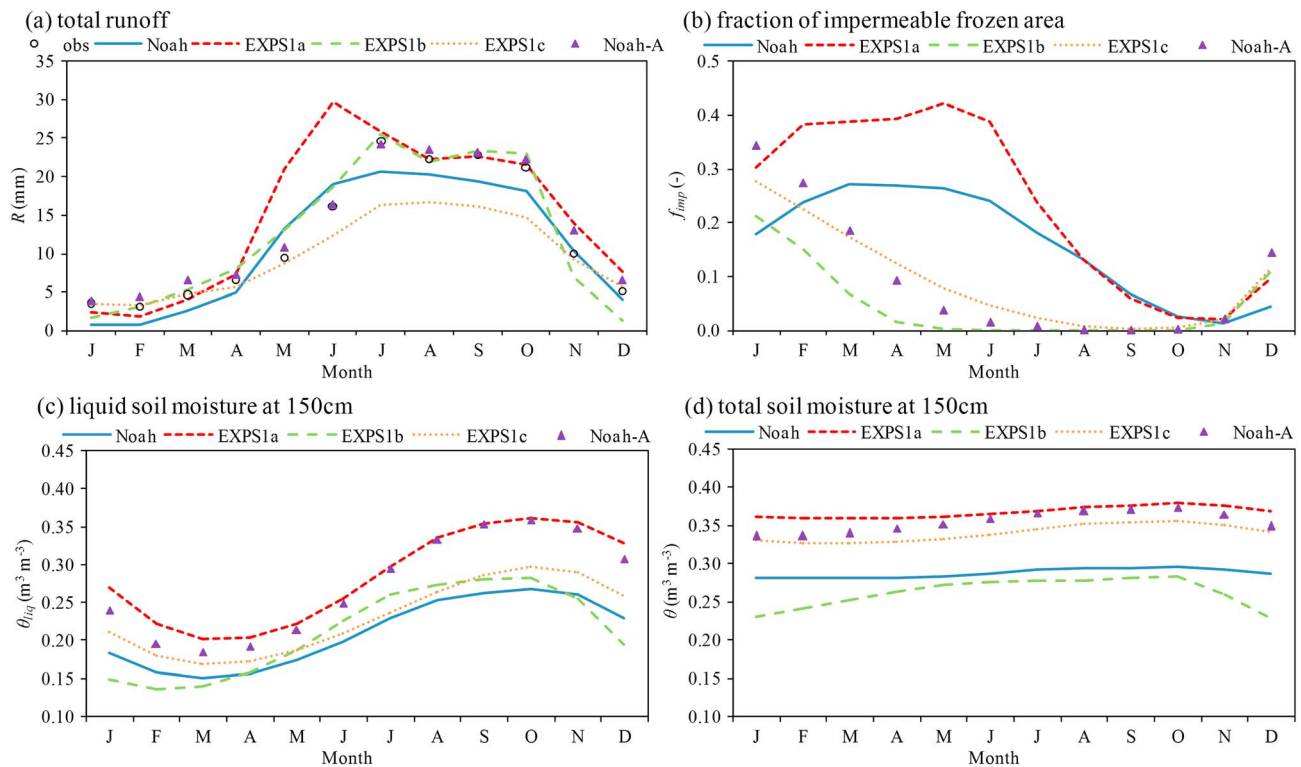 (a) total runoff
obs Noah EXPS1a EXPS1b EXPS1c Noah-A
35
30
25
20
15
10
5
0
R (mm)
J F M A M J J A S O N D
Month
(b) fraction of impermeable frozen area
Noah EXPS1a EXPS1b EXPS1c Noah-A
0.5
0.4
0.3
0.2
0.1
0.0
fimp (-)
J F M A M J J A S O N D
Month
(c) liquid soil moisture at 150cm
Noah EXPS1a EXPS1b EXPS1c Noah-A
0.45
0.40
0.35
0.30
0.25
0.20
0.15
0.10
θliq (m³ m⁻³)
J F M A M J J A S O N D
Month
(d) total soil moisture at 150cm
Noah EXPS1a EXPS1b EXPS1c Noah-A
0.45
0.40
0.35
0.30
0.25
0.20
0.15
0.10
θ (m³ m⁻³)
J F M A M J J A S O N D
Month